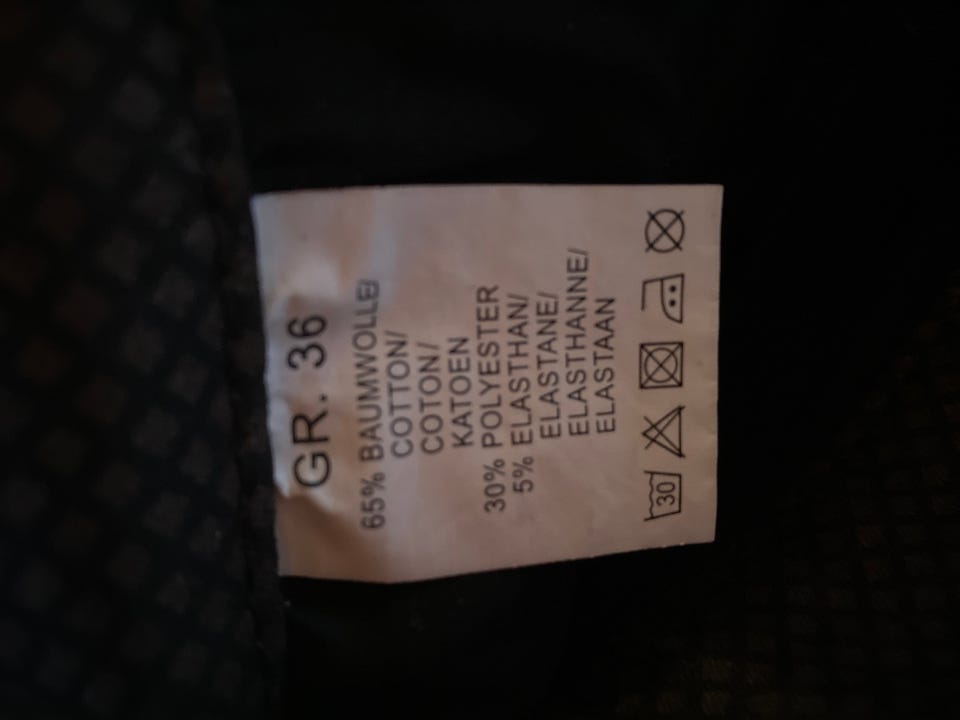 GR. 36
65% BAUMWOLLE/
COTTON/
COTON/
KATOEN
30% POLYESTER
5% ELASTHAN/
ELASTANE/
ELASTHANNE/
ELASTAAN
30